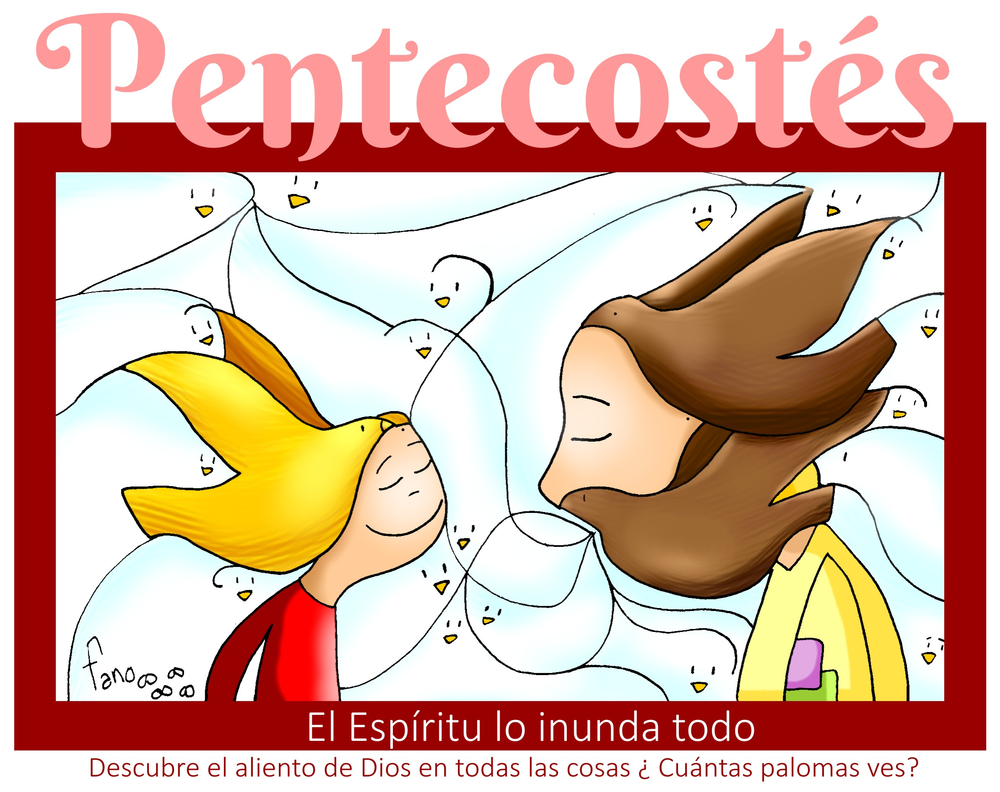 Pentecostés
fano
El Espíritu lo inunda todo
Descubre el aliento de Dios en todas las cosas ¿ Cuántas palomas ves?